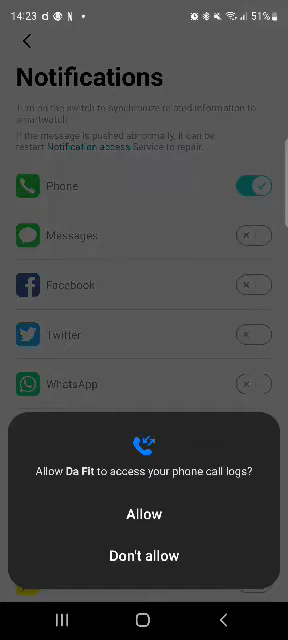 14:23 d N • 51%
Notifications
Turn on the switch to synchronize related information to
smartwatch
If the message is pushed abnormally, it can be
restart Notification access Service to repair.
Phone
Messages
Facebook
Twitter
WhatsApp
Allow Da Fit to access your phone call logs?
Allow
Don't allow